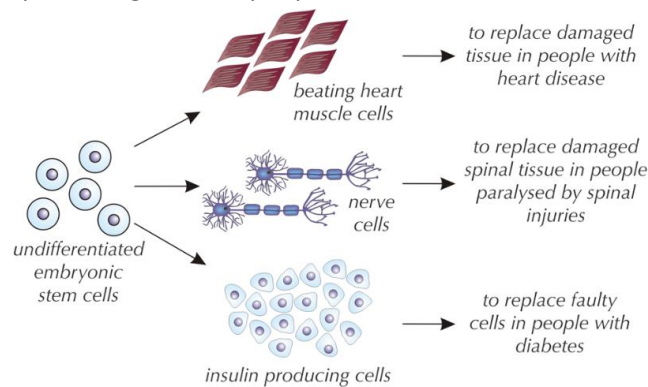 undifferentiated
embryonic
stem cells
beating heart
muscle cells
to replace damaged
tissue in people with
heart disease
nerve
cells
to replace damaged
spinal tissue in people
paralysed by spinal
injuries
insulin producing cells
to replace faulty
cells in people with
diabetes